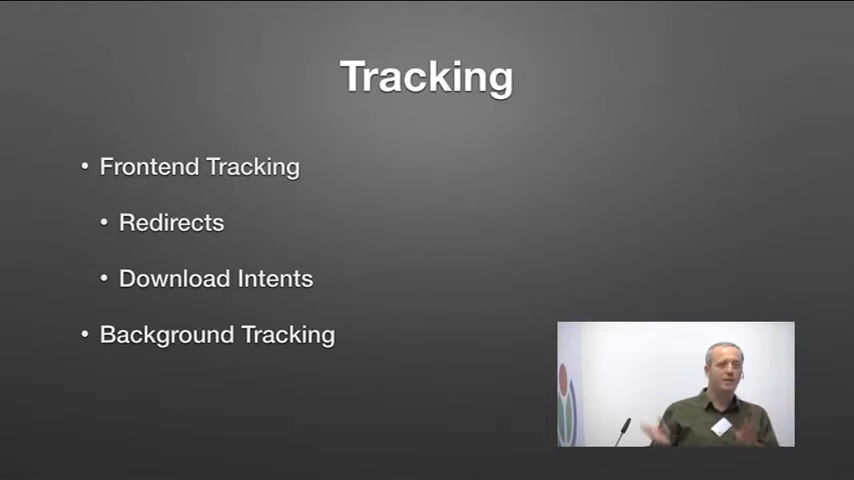 Tracking
• Frontend Tracking
• Redirects
• Download Intents
• Background Tracking